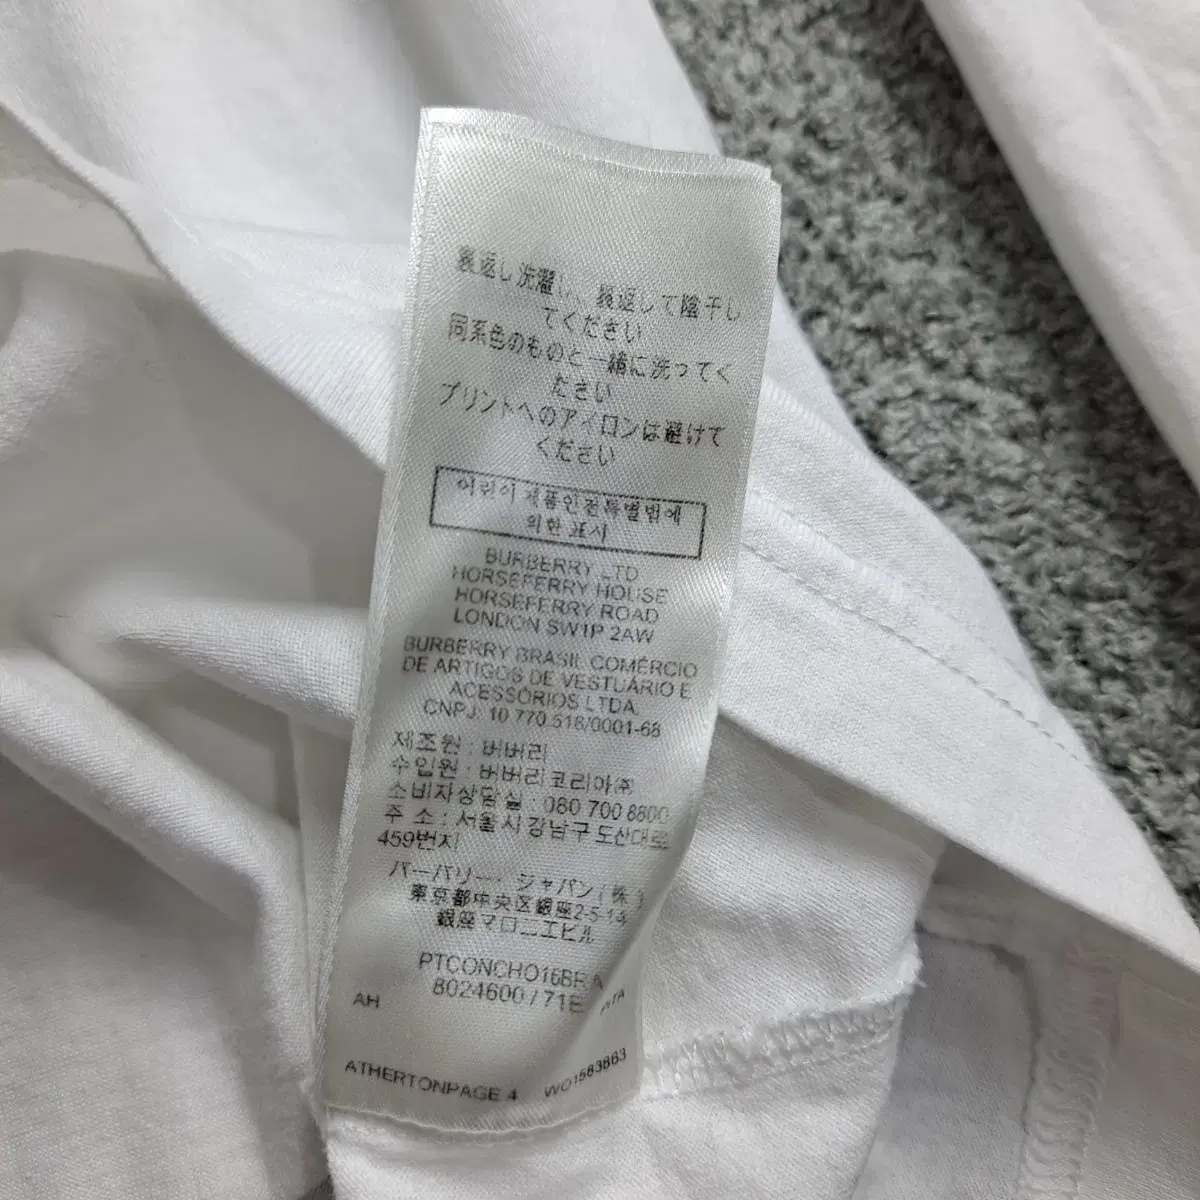 裏返し洗濯し、裏返して陰干し
てください
同系色のものと一緒に洗ってく
ださい
プリントへのアイロンは避けて
ください
어린이제품안전특별법에
의한 표시
BURBERRY LTD
HORSEFERRY HOUSE
HORSEFERRY ROAD
LONDON SW1P 2AW
BURBERRY BRASIL COMÉRCIO
DE ARTIGOS DE VESTUÁRIO E
ACESSÓRIOS LTDA.
CNPJ: 10 770 518/0001-68
제조원 : 버버리
수입원 : 버버리코리아㈜
소비자상담실 : 080 700 8800
주 소 : 서울시 강남구 도산대로
459번지
バーバリー・ジャパン(株)
東京都中央区銀座2-5-14
銀座マロニエビル
8024600 / 71E
AH
ATHERTONPAGE 4 WO1583863